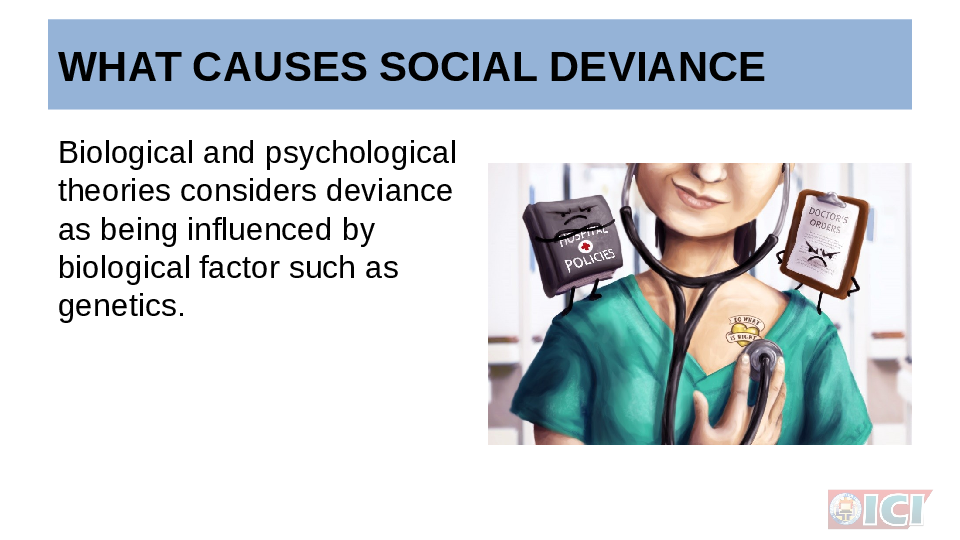 WHAT CAUSES SOCIAL DEVIANCE
Biological and psychological
theories considers deviance
as being influenced by
biological factor such as
genetics.
HOSPITAL
POLICIES
DOCTOR'S
ORDERS
DO WHAT
IS RIGHT
ICI